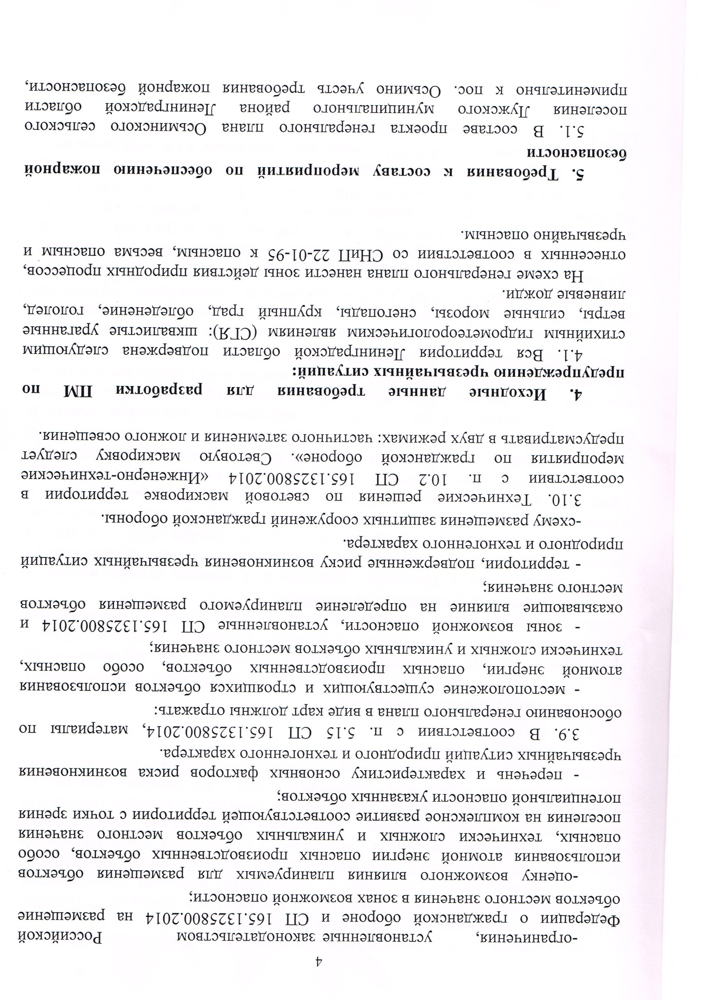 4
-ограничения, установленные законодательством Российской
Федерации о гражданской обороне и СП 165.1325800.2014 на размещение
объектов местного значения в зонах возможной опасности;
-оценку возможного влияния планируемых для размещения объектов
использования атомной энергии опасных производственных объектов, особо
опасных, технически сложных и уникальных объектов местного значения
поселения на комплексное развитие соответствующей территории с точки зрения
потенциальной опасности указанных объектов;
- перечень и характеристику основных факторов риска возникновения
чрезвычайных ситуаций природного и техногенного характера.
3.9. В соответствии с п. 5.15 СП 165.1325800.2014, материалы по
обоснованию генерального плана в виде карт должны отражать:
- местоположение существующих и строящихся объектов использования
атомной энергии, опасных производственных объектов, особо опасных,
технически сложных и уникальных объектов местного значения;
- зоны возможной опасности, установленные СП 165.1325800.2014 и
оказывающие влияние на определение планируемого размещения объектов
местного значения;
- территории, подверженные риску возникновения чрезвычайных ситуаций
природного и техногенного характера.
-схему размещения защитных сооружений гражданской обороны.
3.10. Технические решения по световой маскировке территории в
соответствии с п. 10.2 СП 165.1325800.2014 «Инженерно-технические
мероприятия по гражданской обороне». Световую маскировку следует
предусматривать в двух режимах: частичного затемнения и ложного освещения.
4. Исходные данные требования для разработки ПМ по
предупреждению чрезвычайных ситуаций:
4.1. Вся территория Ленинградской области подвержена следующим
стихийным гидрометеорологическим явлениям (СГЯ): шквалистые ураганные
ветры, сильные морозы, снегопады, крупный град, обледенение, гололед,
ливневые дожди.
На схеме генерального плана нанести зоны действия природных процессов,
отнесенных в соответствии со СНиП 22-01-95 к опасным, весьма опасным и
чрезвычайно опасным.
5. Требования к составу мероприятий по обеспечению пожарной
безопасности
5.1. В составе проекта генерального плана Осьминского сельского
поселения Лужского муниципального района Ленинградской области
применительно к пос. Осьмино учесть требования пожарной безопасности,